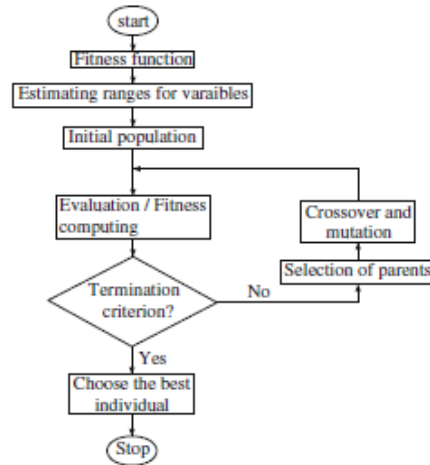 start
Fitness function
Estimating ranges for varaibles
Initial population
Evaluation / Fitness
computing
Crossover and
mutation
Selection of parents
Termination
criterion?
No
Yes
Choose the best
individual
Stop